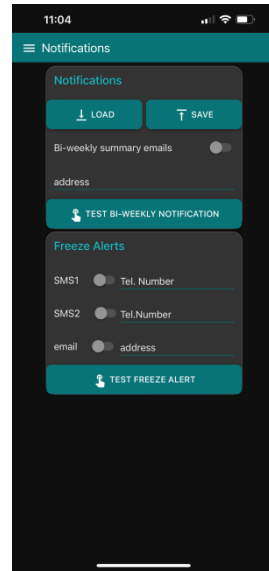 11:04
Notifications
Notifications
LOAD SAVE
Bi-weekly summary emails
address
TEST BI-WEEKLY NOTIFICATION
Freeze Alerts
SMS1 Tel. Number
SMS2 Tel.Number
email address
TEST FREEZE ALERT